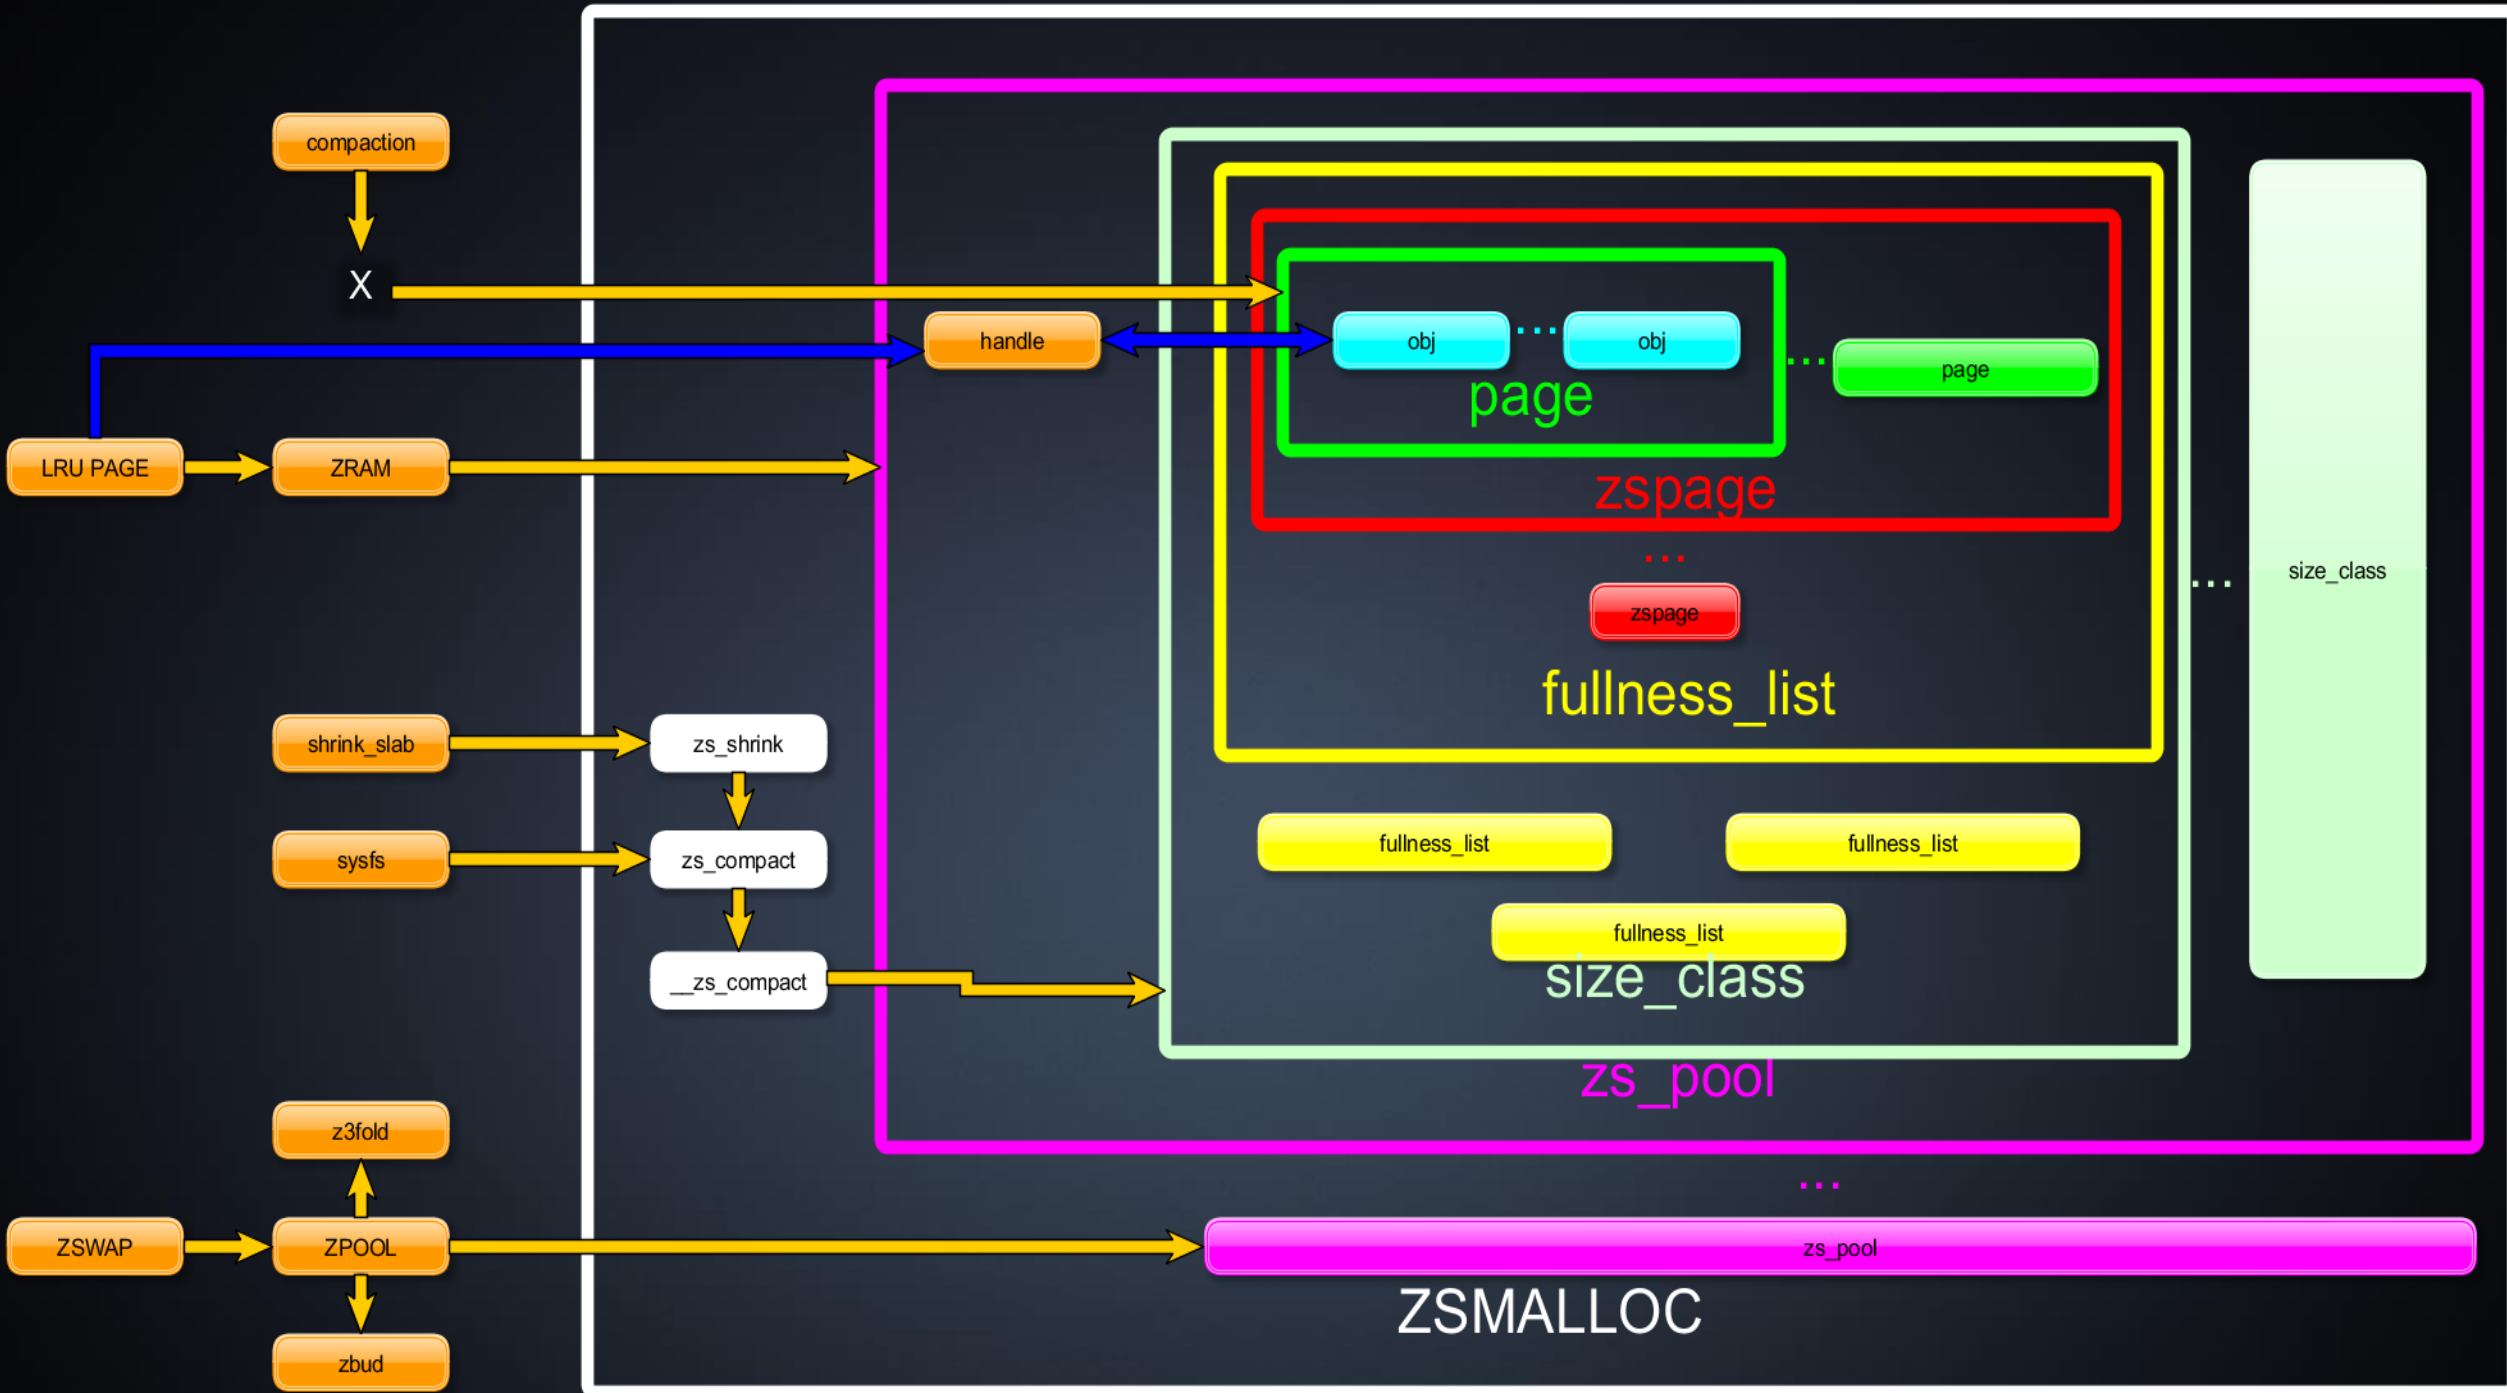 compaction
X
handle
obj
...
obj
page
...
page
LRU PAGE
ZRAM
zspage
...
zspage
size_class
...
fullness_list
shrink_slab
zs_shrink
sysfs
zs_compact
fullness_list
fullness_list
fullness_list
__zs_compact
size_class
zs_pool
z3fold
...
ZSWAP
ZPOOL
zs_pool
ZSMALLOC
zbud